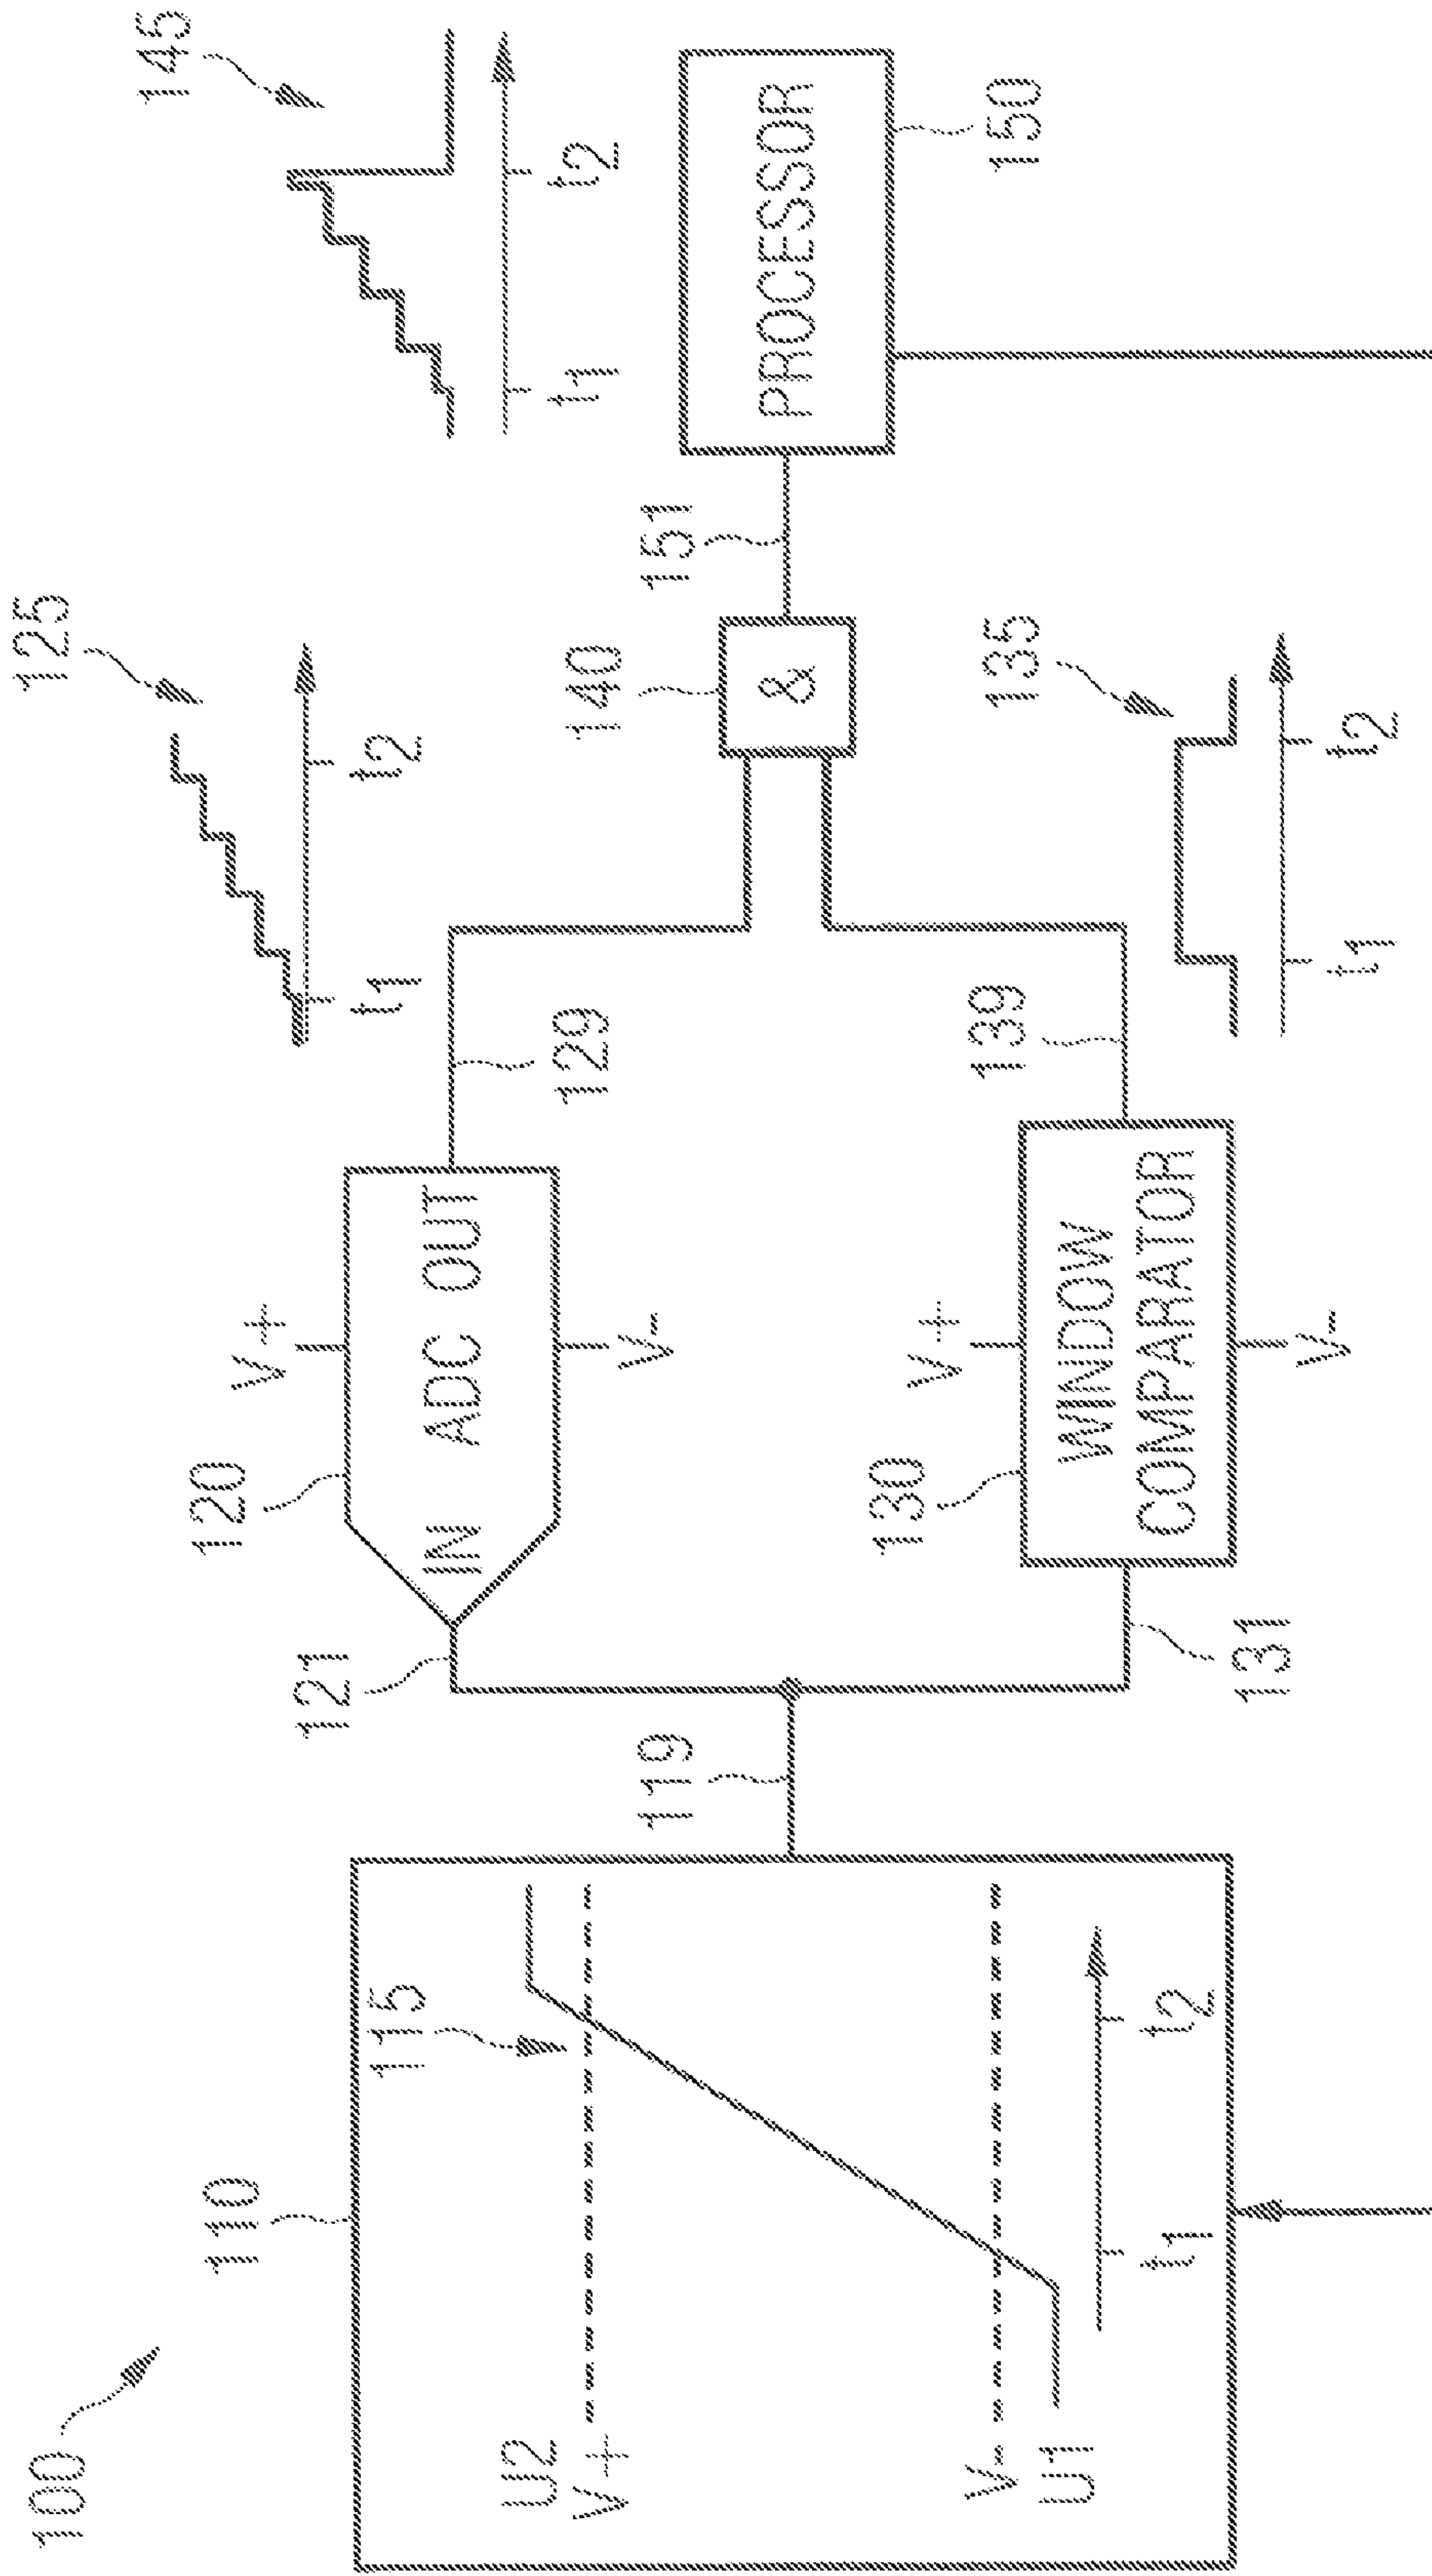 100
110
U2
V+
115
V-
U1
t1
t2
119
121
120
V+
IN ADC OUT
V-
129
125
t1
t2
131
130
V+
WINDOW
COMPARATOR
V-
139
135
t1
t2
140
&
151
145
t1
t2
PROCESSOR
150